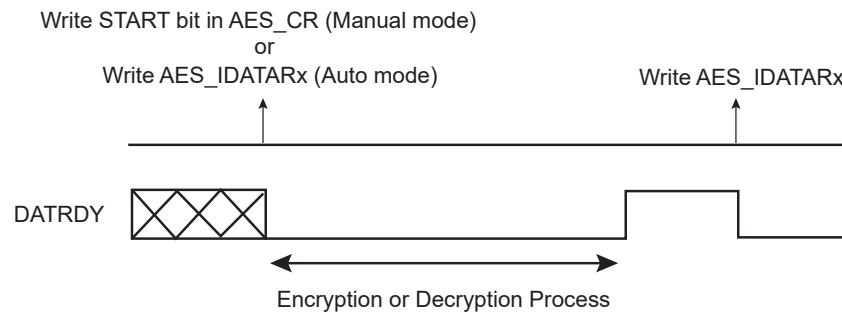 Write START bit in AES_CR (Manual mode)
or
Write AES_IDATARx (Auto mode)
Write AES_IDATARx
DATRDY
Encryption or Decryption Process